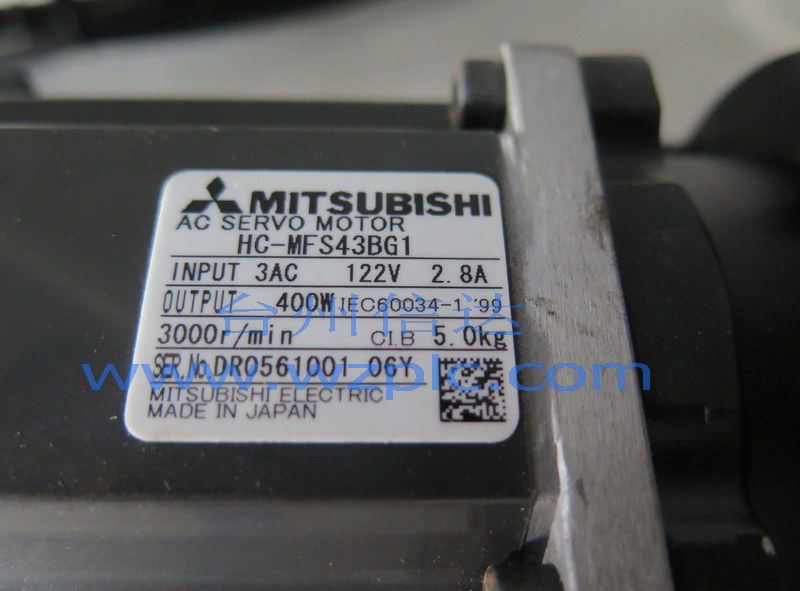 MITSUBISHI
AC SERVO MOTOR
HC-MFS43BG1
INPUT 3AC 122V 2.8A
OUTPUT 400W IEC60034-1 '99
台州信达
3000r/min CI.B 5.0kg
SER.No. DR0561001 06Y
www.wzplc.com
MITSUBISHI ELECTRIC
MADE IN JAPAN